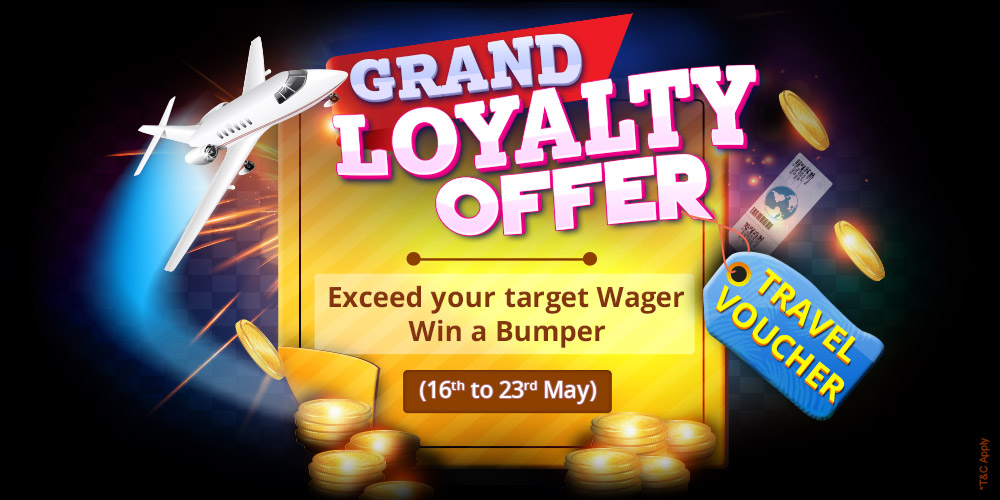 GRAND
LOYALTY
OFFER
Exceed your target Wager
Win a Bumper
(16th to 23rd May)
TRAVEL
VOUCHER
*T&C Apply